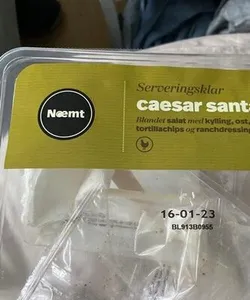 Serveringsklar
Næmt
caesar sant
Blandet salat med kylling, ost,
tortillachips og ranchdressing
16-01-23
BL913B0955